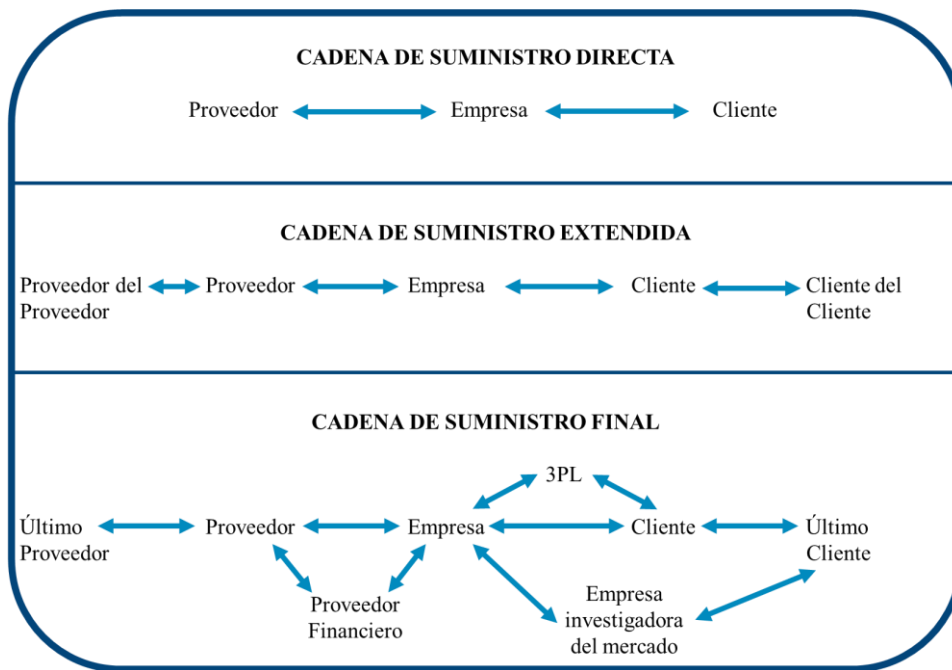 CADENA DE SUMINISTRO DIRECTA
Proveedor Empresa Cliente
CADENA DE SUMINISTRO EXTENDIDA
Proveedor del
Proveedor
Proveedor
Empresa
Cliente
Cliente del
Cliente
CADENA DE SUMINISTRO FINAL
3PL
Último
Proveedor
Proveedor
Empresa
Cliente
Último
Cliente
Proveedor
Financiero
Empresa
investigadora
del mercado